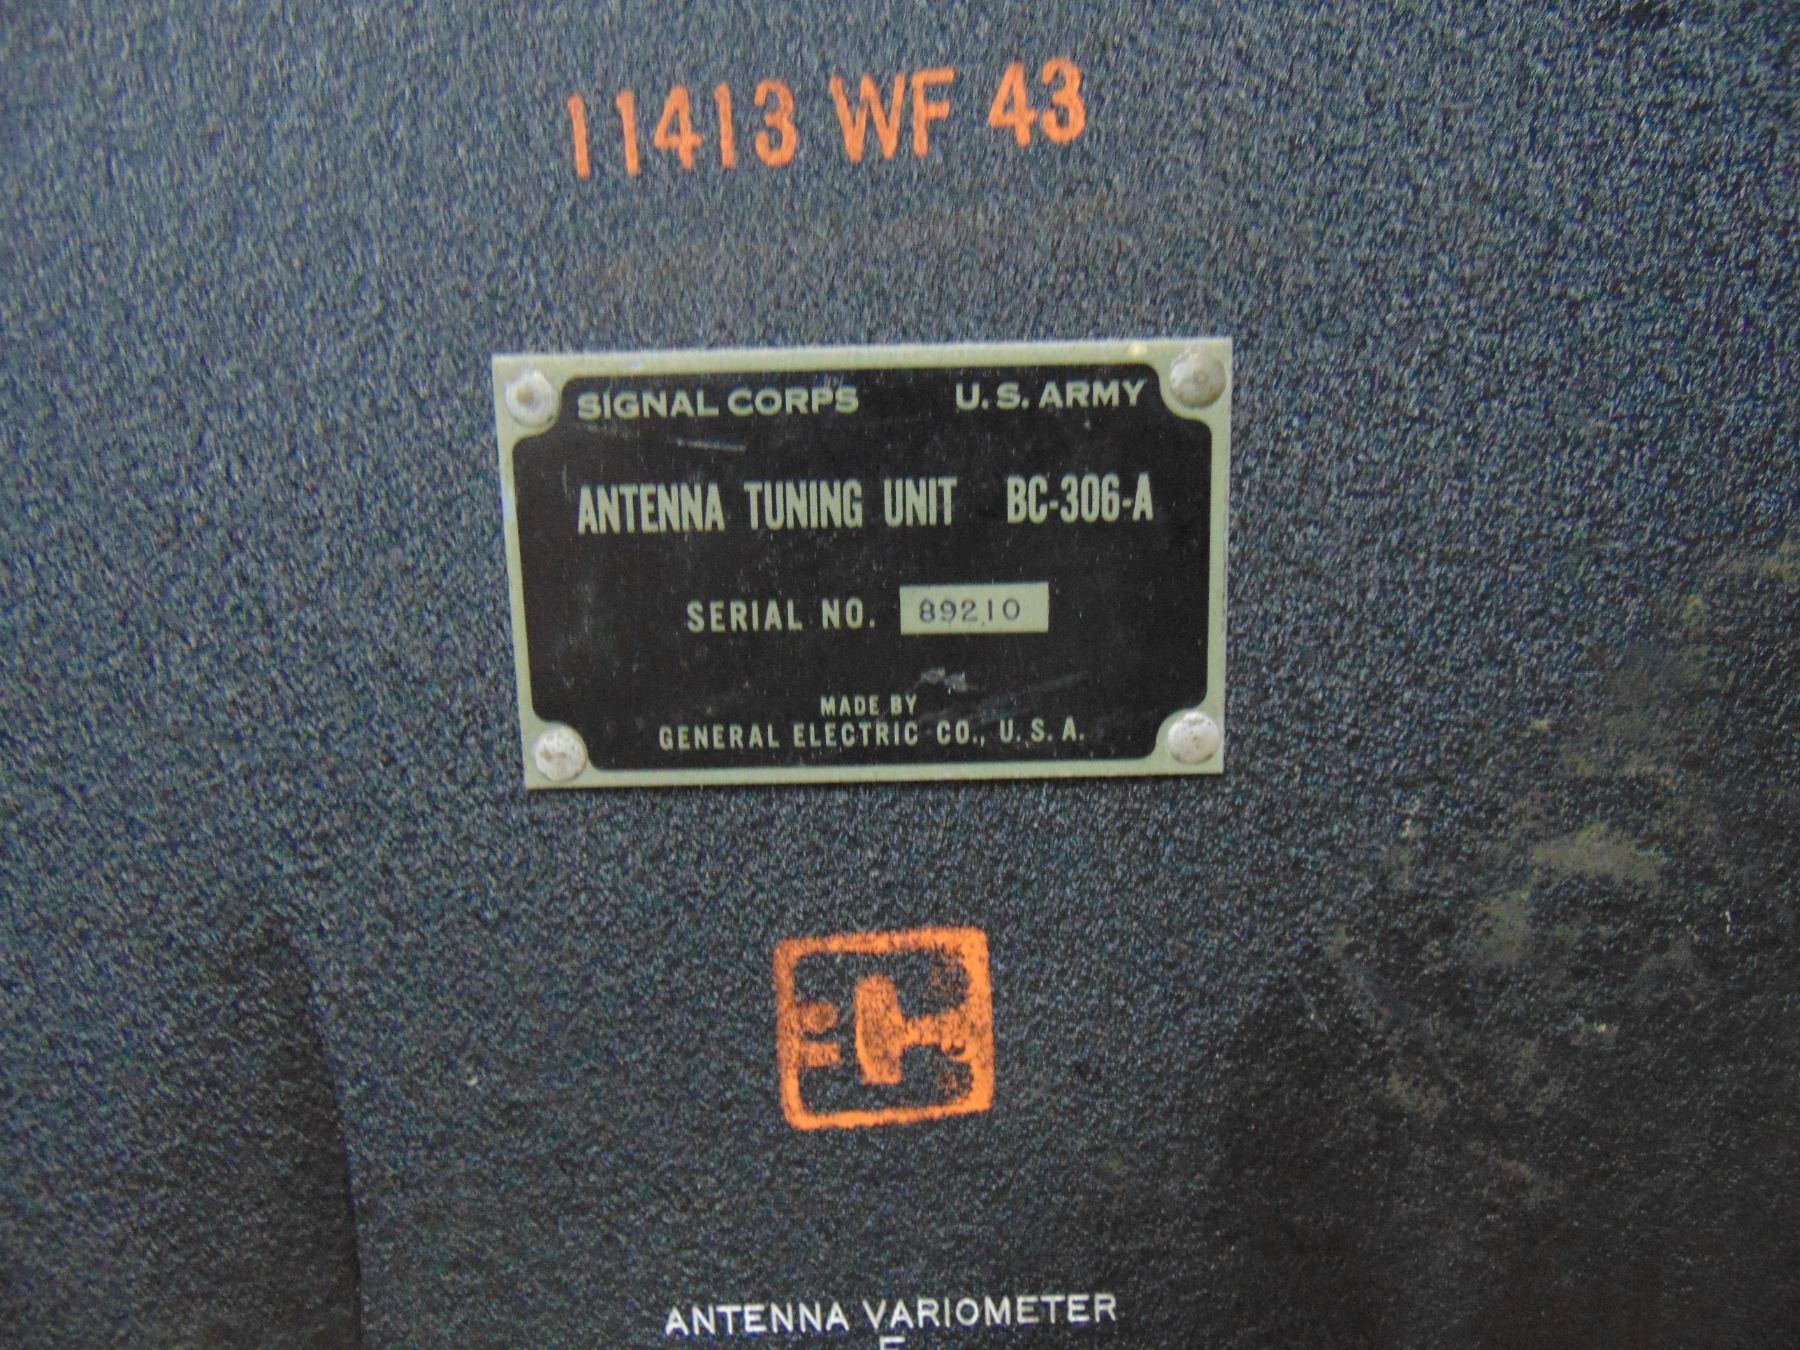 11413 WF 43
SIGNAL CORPS U.S. ARMY
ANTENNA TUNING UNIT BC-306-A
SERIAL NO. 89210
MADE BY
GENERAL ELECTRIC CO., U.S.A.
ANTENNA VARIOMETER